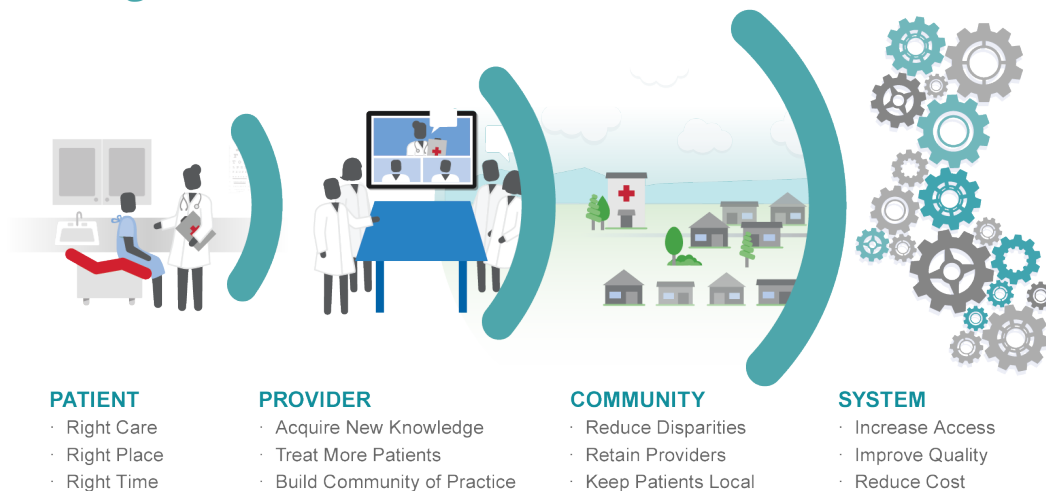 PATIENT
· Right Care
· Right Place
· Right Time
PROVIDER
· Acquire New Knowledge
· Treat More Patients
· Build Community of Practice
COMMUNITY
· Reduce Disparities
· Retain Providers
· Keep Patients Local
SYSTEM
· Increase Access
· Improve Quality
· Reduce Cost